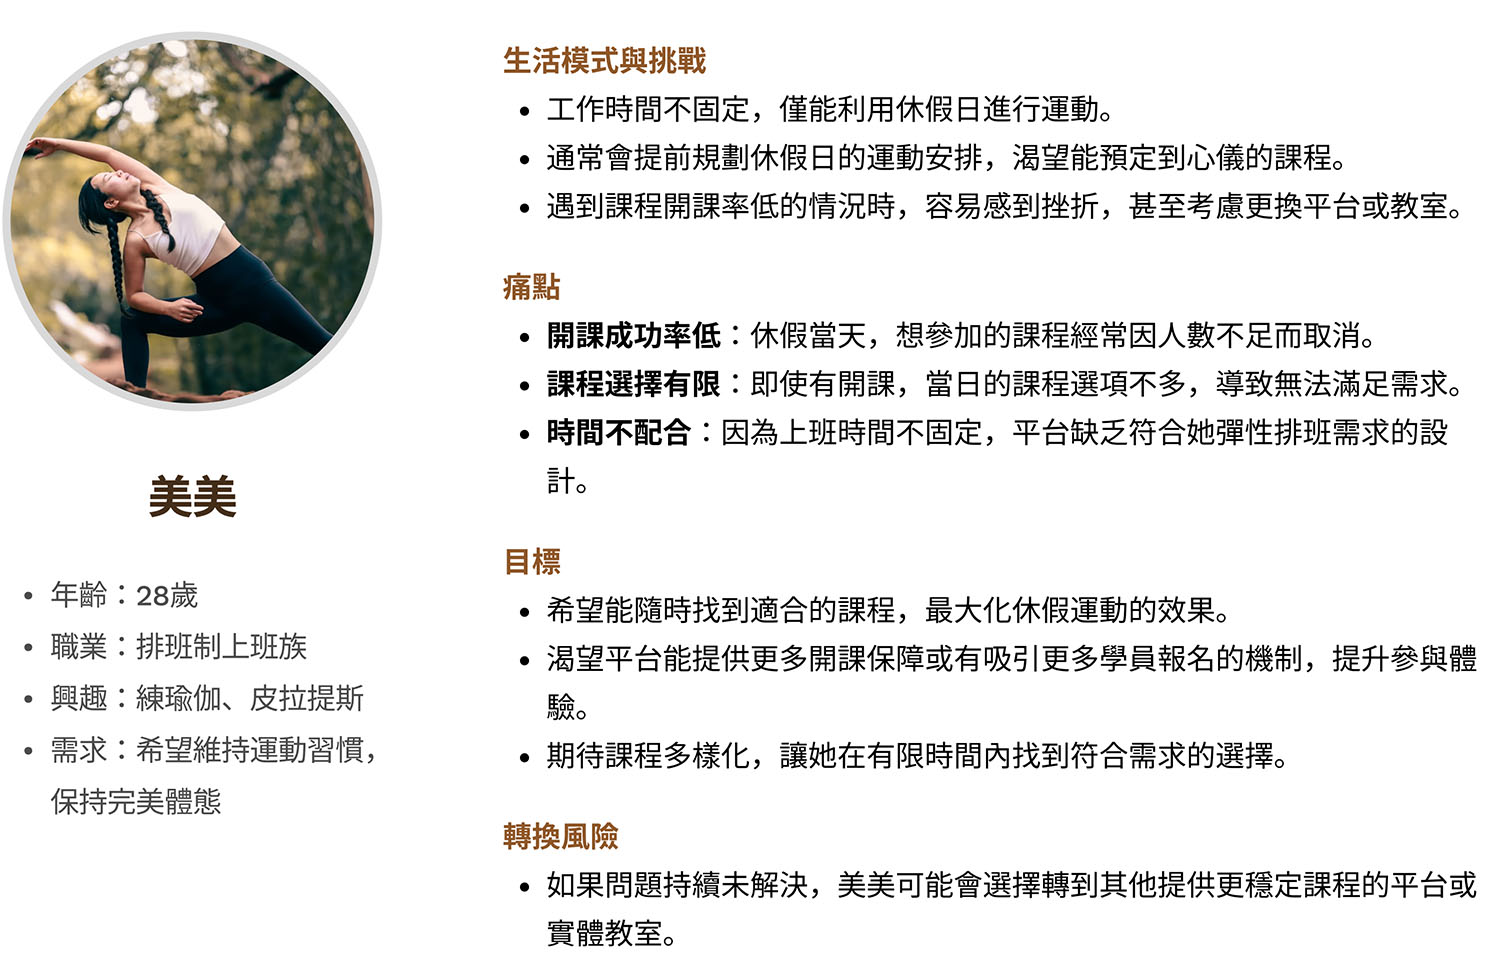 美美
• 年齡：28歲
• 職業：排班制上班族
• 興趣：練瑜伽、皮拉提斯
• 需求：希望維持運動習慣，
保持完美體態
生活模式與挑戰
• 工作時間不固定，僅能利用休假日進行運動。
• 通常會提前規劃休假日的運動安排，渴望能預定到心儀的課程。
• 遇到課程開課率低的情況時，容易感到挫折，甚至考慮更換平台或教室。
痛點
• 開課成功率低：休假當天，想參加的課程經常因人數不足而取消。
• 課程選擇有限：即使有開課，當日的課程選項不多，導致無法滿足需求。
• 時間不配合：因為上班時間不固定，平台缺乏符合她彈性排班需求的設
計。
目標
• 希望能隨時找到適合的課程，最大化休假運動的效果。
• 渴望平台能提供更多開課保障或有吸引更多學員報名的機制，提升參與體
驗。
• 期待課程多樣化，讓她在有限時間內找到符合需求的選擇。
轉換風險
• 如果問題持續未解決，美美可能會選擇轉到其他提供更穩定課程的平台或
實體教室。